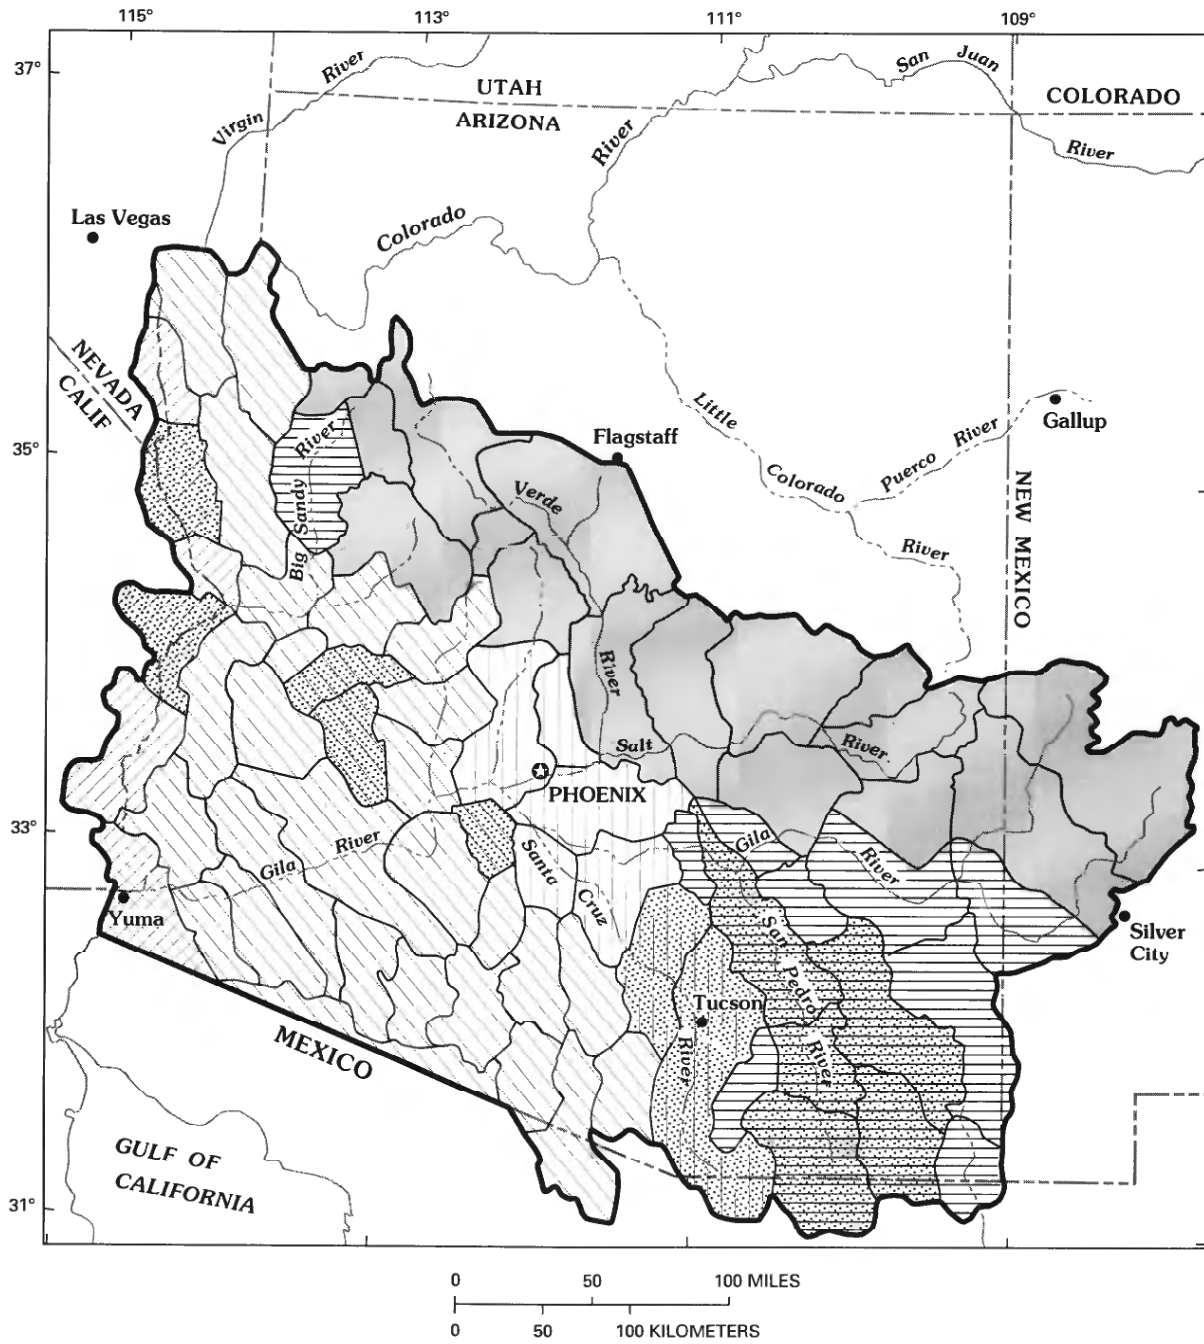 115°
113°
111°
109°
37°
River
San Juan
UTAH
COLORADO
ARIZONA
Virgin
River
River
Las Vegas
Colorado
NEVADA
CALIF
Little
River
Gallup
River
Flagstaff
35°
Puerco
Colorado
NEW MEXICO
Verde
Sandy
River
Big
River
Salt
River
PHOENIX
33°
Gila
River
Gila
River
Santa
Cruz
Yuma
San Pedro
Silver
City
Tucson
River
River
MEXICO
GULF OF
CALIFORNIA
31°
0 50 100 MILES
0 50 100 KILOMETERS